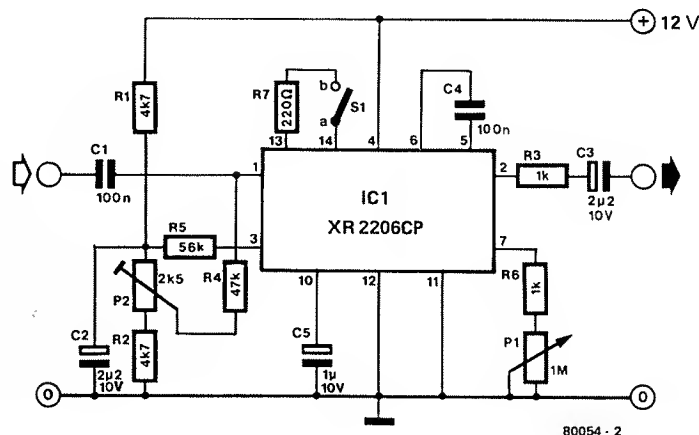 + 12 V
R1 4k7
R7 220Ω
b
S1
a
C4
100n
13 14 4 6 5
C1
100n
1
2
R3
1k
C3
2µ2
10V
IC1
XR 2206CP
R5
56k
3
7
R4 47k
2k5
P2
10 12 11
R6 1k
C2
2µ2
10V
R2 4k7
C5
1µ
10V
P1
1M
0 0
80054 - 2